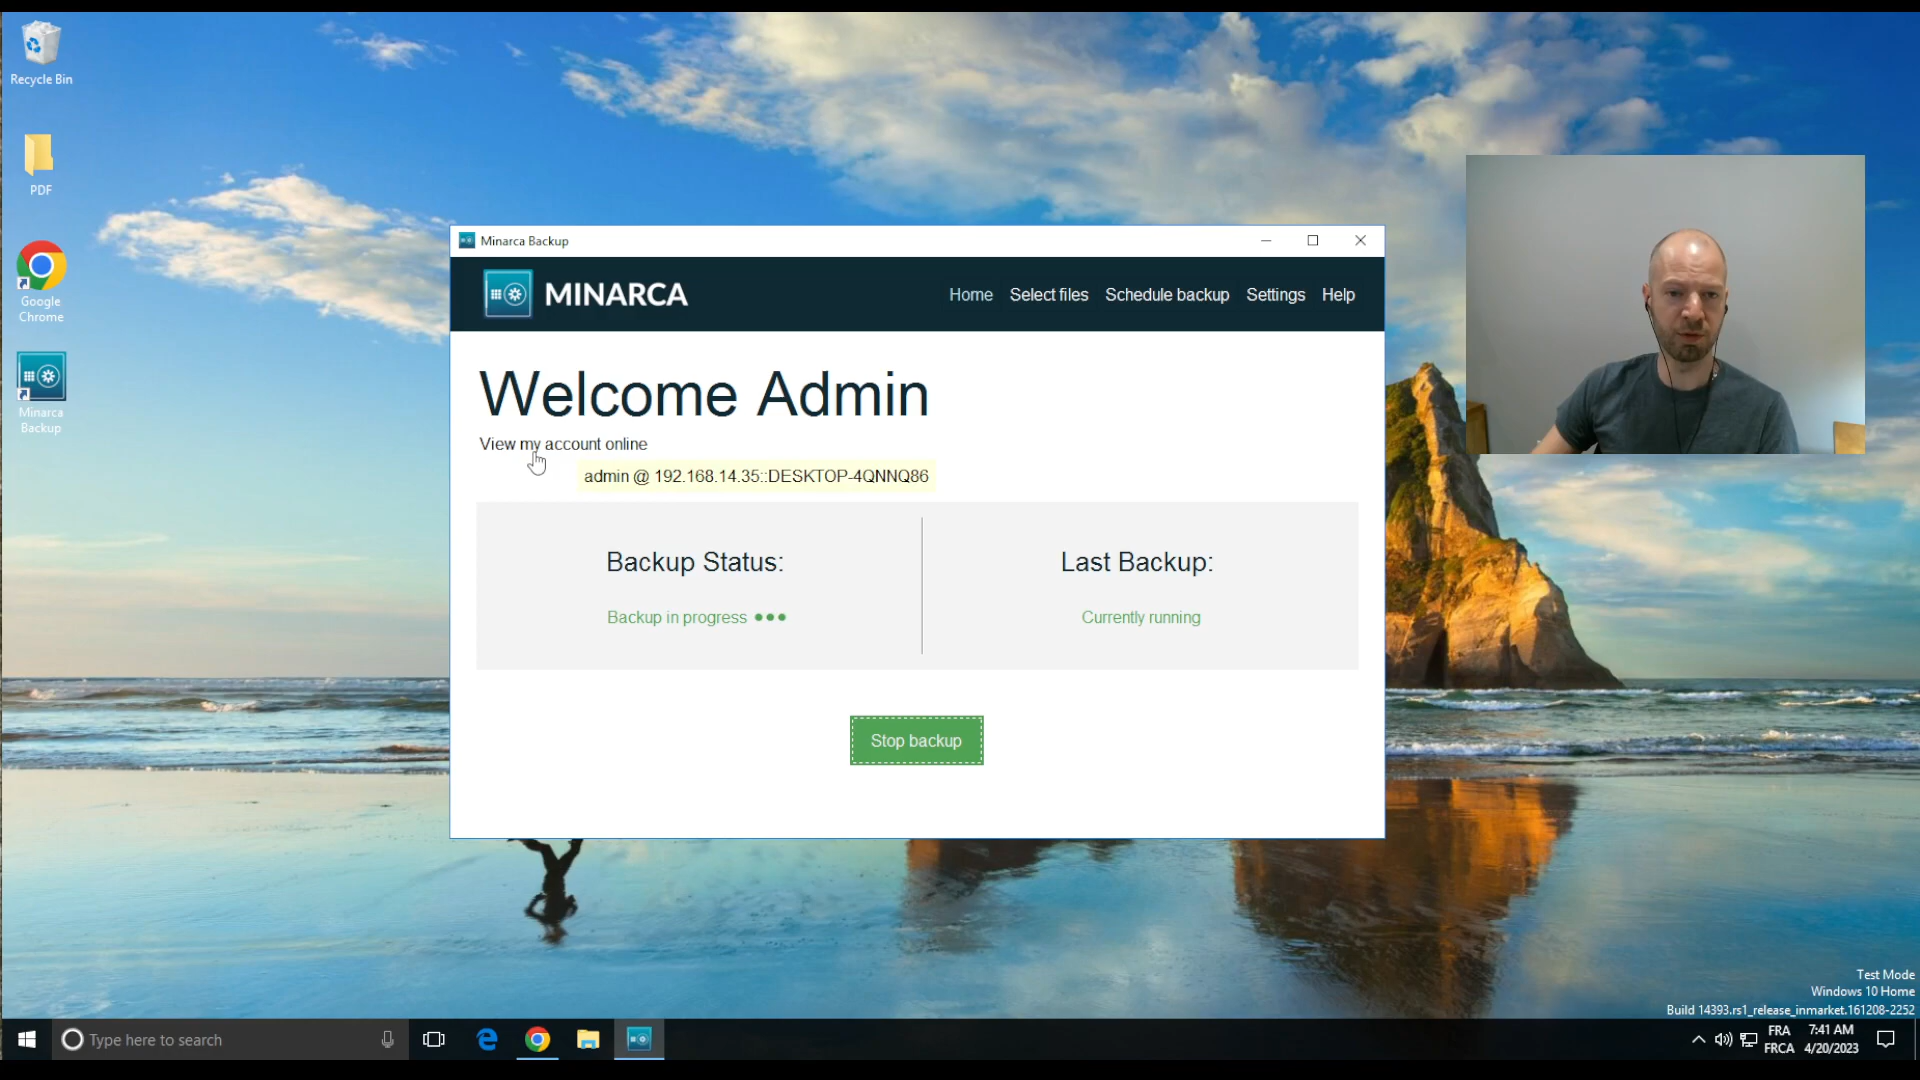 Recycle Bin
PDF
Google
Chrome
Minarca
Backup
Minarca Backup
MINARCA
Home Select files Schedule backup Settings Help
Welcome Admin
View my account online
admin @ 192.168.14.35::DESKTOP-4QNNQ86
Backup Status:
Backup in progress
Last Backup:
Currently running
Stop backup
Test Mode
Windows 10 Home
Build 14393.rs1_release_inmarket.161208-2252
Type here to search
FRA
FRCA
7:41 AM
4/20/2023